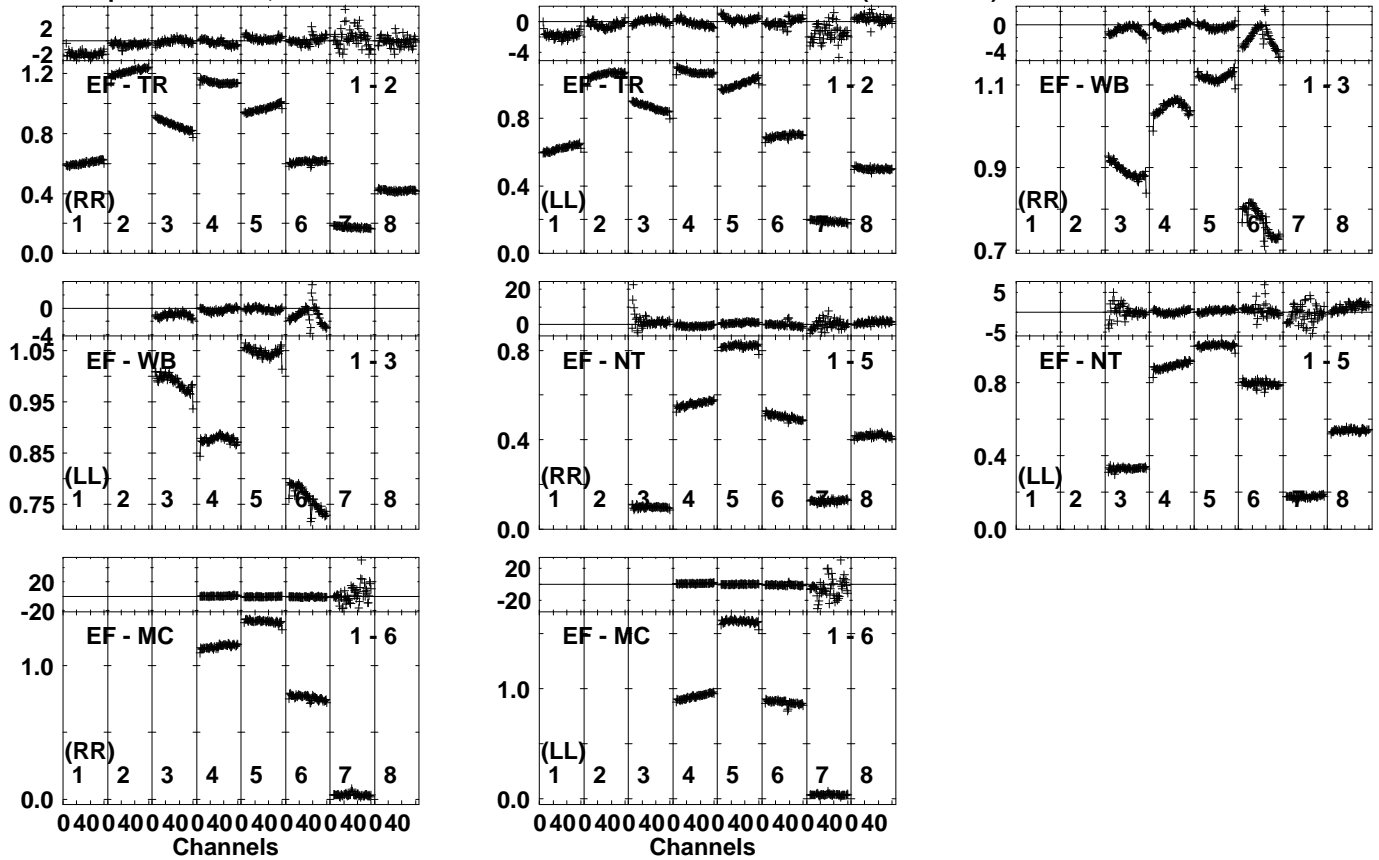 2
-2
EF - TR 1 - 2
1.2
0.8
0.4
0.0
(RR)
1 2 3 4 5 6 7 8
0
-4
EF - TR 1 - 2
0.8
0.4
0.0
(LL)
1 2 3 4 5 6 7 8
0
-4
EF - WB 1 - 3
1.1
0.9
0.7
(RR)
1 2 3 4 5 6 7 8
0
-4
EF - WB 1 - 3
1.05
0.95
0.85
0.75
(LL)
1 2 3 4 5 6 7 8
20
0
EF - NT 1 - 5
0.8
0.4
0.0
(RR)
1 2 3 4 5 6 7 8
5
-5
EF - NT 1 - 5
0.8
0.4
0.0
(LL)
1 2 3 4 5 6 7 8
20
-20
EF - MC 1 - 6
1.0
0.0
(RR)
1 2 3 4 5 6 7 8
0 40 0 40 0 40 0 40 0 40 0 40 0 40 0 40
Channels
20
-20
EF - MC 1 - 6
1.0
0.0
(LL)
1 2 3 4 5 6 7 8
0 40 0 40 0 40 0 40 0 40 0 40 0 40 0 40
Channels